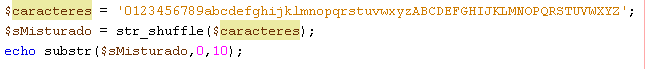 $caracteres = '0123456789abcdefghijklmnopqrstuvwxyzABCDEFGHIJKLMNOPQRSTUVWXYZ';
$sMisturado = str_shuffle($caracteres);
echo substr($sMisturado,0,10);